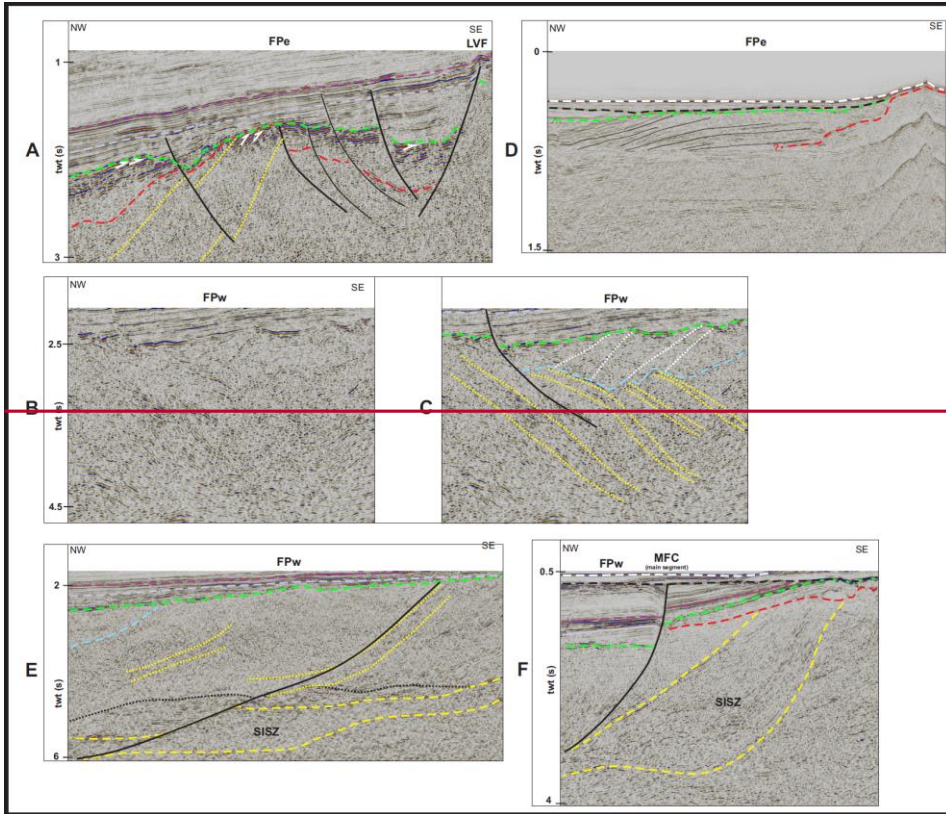 NW
SE
FPe
LVF
1
A
twt (s)
3
NW
SE
FPe
0
D
twt (s)
1.5
NW
SE
FPw
2.5
B
twt (s)
4.5
FPw
C
NW
SE
FPw
2
E
twt (s)
SISZ
6
NW
SE
MFC
FPw
(main segment)
0.5
F
twt (s)
SISZ
4